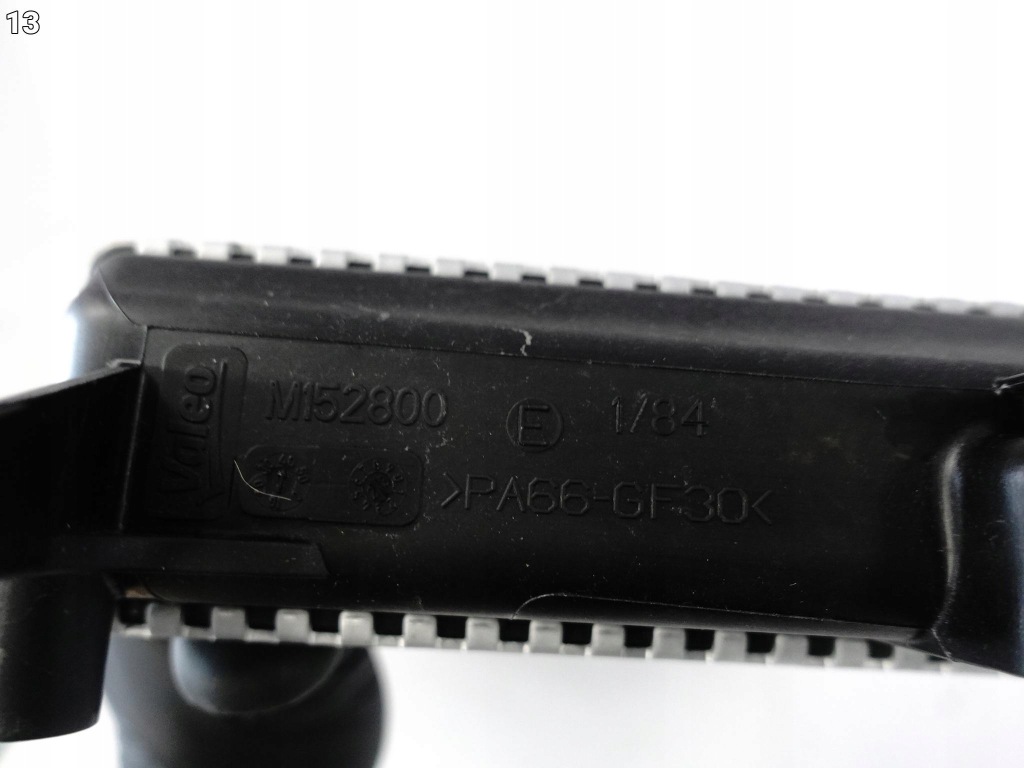 13
Valeo
M152800 E 1/84
>PA66-GF30<